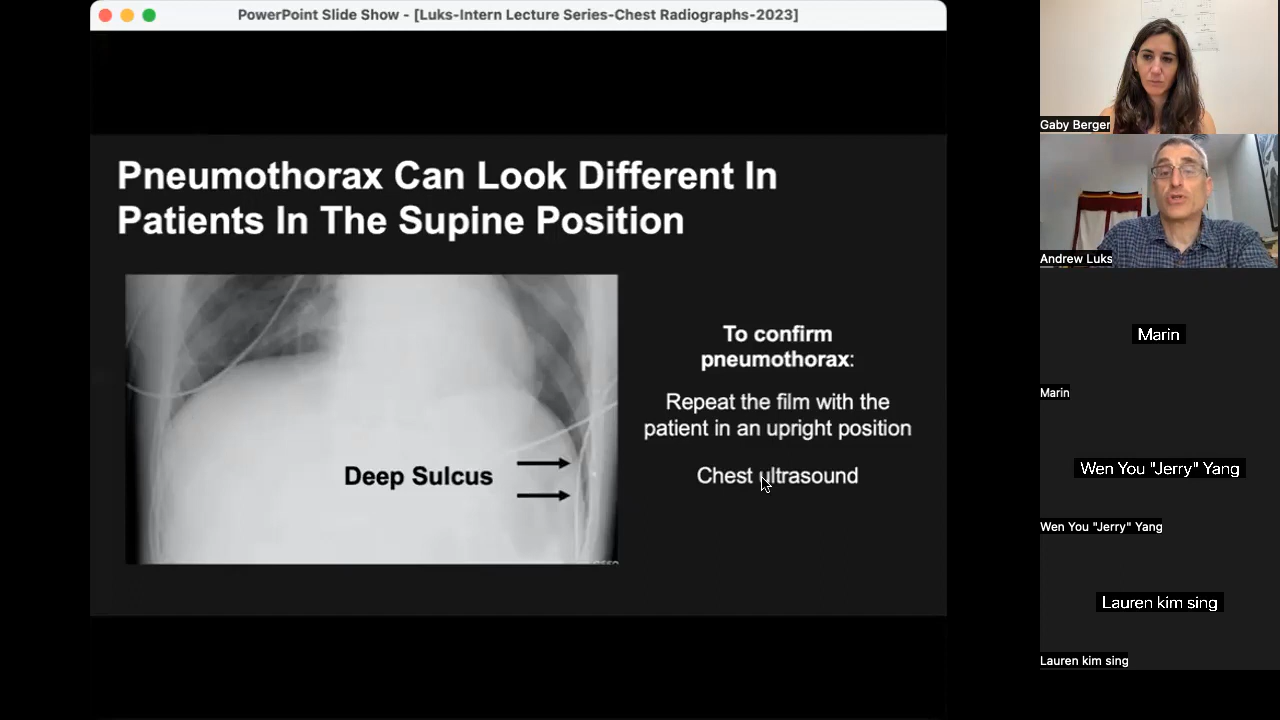 PowerPoint Slide Show - [Luks-Intern Lecture Series-Chest Radiographs-2023]
Pneumothorax Can Look Different In
Patients In The Supine Position
Deep Sulcus
To confirm
pneumothorax:
Repeat the film with the
patient in an upright position
Chest ultrasound
Gaby Berger
Andrew Luks
Marin
Marin
Wen You "Jerry" Yang
Wen You "Jerry" Yang
Lauren kim sing
Lauren kim sing